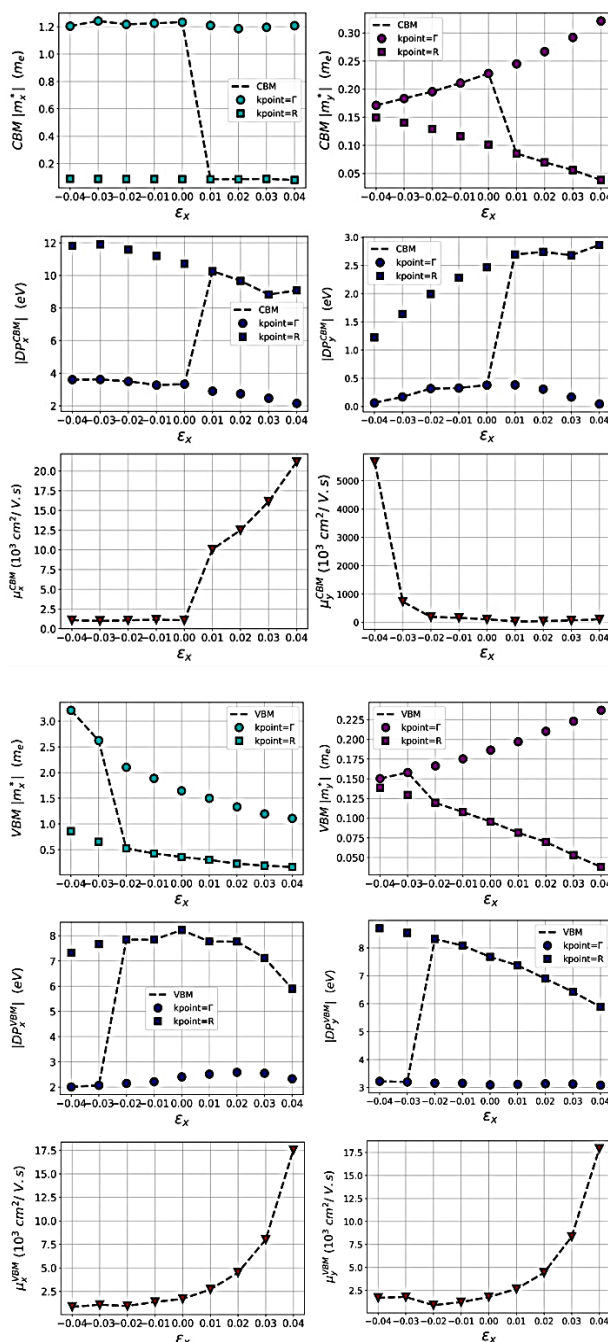 CBM |m*x| (me)
1.2
1.0
0.8
0.6
0.4
0.2
CBM
kpoint=Γ
kpoint=R
−0.04−0.03−0.02−0.01 0.00 0.01 0.02 0.03 0.04
εx
CBM |m*y| (me)
0.30
0.25
0.20
0.15
0.10
0.05
CBM
kpoint=Γ
kpoint=R
−0.04−0.03−0.02−0.01 0.00 0.01 0.02 0.03 0.04
εx
|DPxCBM| (eV)
12
10
8
6
4
2
CBM
kpoint=Γ
kpoint=R
−0.04−0.03−0.02−0.01 0.00 0.01 0.02 0.03 0.04
εx
|DPyCBM| (eV)
3.0
2.5
2.0
1.5
1.0
0.5
0.0
CBM
kpoint=Γ
kpoint=R
−0.04−0.03−0.02−0.01 0.00 0.01 0.02 0.03 0.04
εx
μxCBM (10³ cm²/ V. s)
20.0
17.5
15.0
12.5
10.0
7.5
5.0
2.5
0.0
−0.04−0.03−0.02−0.01 0.00 0.01 0.02 0.03 0.04
εx
μyCBM (10³ cm²/ V. s)
5000
4000
3000
2000
1000
0
−0.04−0.03−0.02−0.01 0.00 0.01 0.02 0.03 0.04
εx
VBM |m*x| (me)
3.0
2.5
2.0
1.5
1.0
0.5
VBM
kpoint=Γ
kpoint=R
−0.04−0.03−0.02−0.01 0.00 0.01 0.02 0.03 0.04
εx
VBM |m*y| (me)
0.225
0.200
0.175
0.150
0.125
0.100
0.075
0.050
VBM
kpoint=Γ
kpoint=R
−0.04−0.03−0.02−0.01 0.00 0.01 0.02 0.03 0.04
εx
|DPxVBM| (eV)
8
7
6
5
4
3
2
VBM
kpoint=Γ
kpoint=R
−0.04−0.03−0.02−0.01 0.00 0.01 0.02 0.03 0.04
εx
|DPyVBM| (eV)
8
7
6
5
4
3
VBM
kpoint=Γ
kpoint=R
−0.04−0.03−0.02−0.01 0.00 0.01 0.02 0.03 0.04
εx
μxVBM (10³ cm²/ V. s)
17.5
15.0
12.5
10.0
7.5
5.0
2.5
−0.04−0.03−0.02−0.01 0.00 0.01 0.02 0.03 0.04
εx
μyVBM (10³ cm²/ V. s)
17.5
15.0
12.5
10.0
7.5
5.0
2.5
−0.04−0.03−0.02−0.01 0.00 0.01 0.02 0.03 0.04
εx